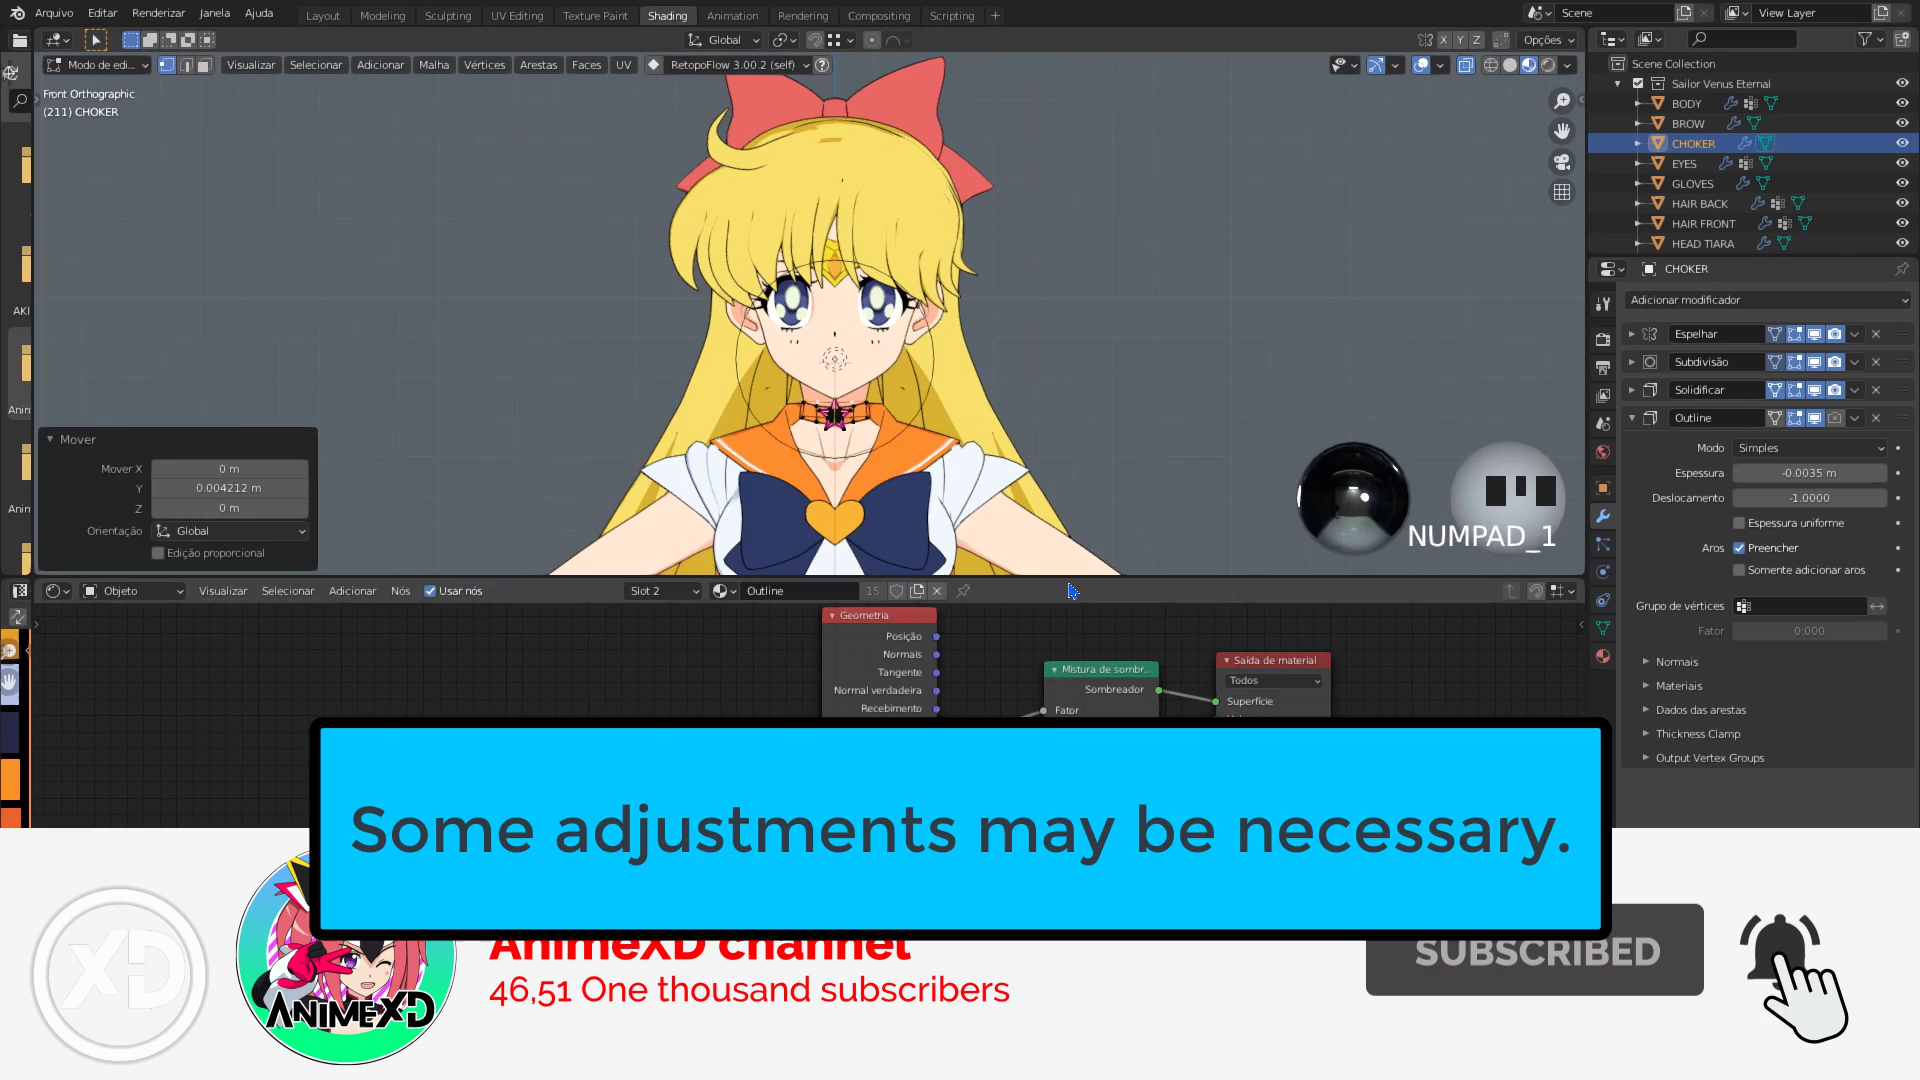 Arquivo Editar Renderizar Janela Ajuda Layout Modeling Sculpting UV Editing Texture Paint Shading Animation Rendering Compositing Scripting + Scene View Layer
Global X Y Z Opções
Modo de edi... Visualizar Selecionar Adicionar Malha Vértices Arestas Faces UV RetopoFlow 3.00.2 (self)
Front Orthographic
(211) CHOKER
Scene Collection
Sailor Venus Eternal
BODY
BROW
CHOKER
EYES
GLOVES
HAIR BACK
HAIR FRONT
HEAD TIARA
CHOKER
Adicionar modificador
Espelhar
Subdivisão
Solidificar
Outline
Modo Simples
Espessura -0.0035 m
Deslocamento -1.0000
Espessura uniforme
Aros Preencher
Somente adicionar aros
Grupo de vértices
Fator 0.000
Normais
Materiais
Dados das arestas
Thickness Clamp
Output Vertex Groups
AKI
Anim
Anim
Mover
Mover X 0 m
Y 0.004212 m
Z 0 m
Orientação Global
Edição proporcional
NUMPAD_1
Objeto Visualizar Selecionar Adicionar Nós Usar nós Slot 2 Outline 15
Geometria
Posição
Normais
Tangente
Normal verdadeira
Recebimento
Mistura de sombr...
Sombreador
Fator
Saída de material
Todos
Superfície
Some adjustments may be necessary.
XD
ANIMEXD
AnimeXD channel
46,51 One thousand subscribers
SUBSCRIBED